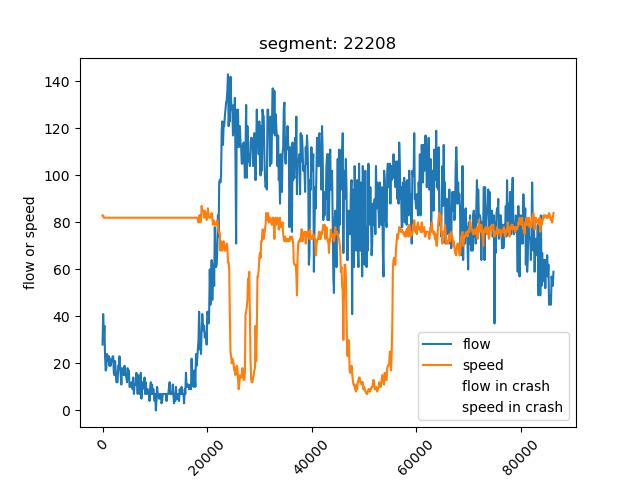 segment: 22208
flow or speed
140
120
100
80
60
40
20
0
0
20000
40000
60000
80000
flow
speed
flow in crash
speed in crash